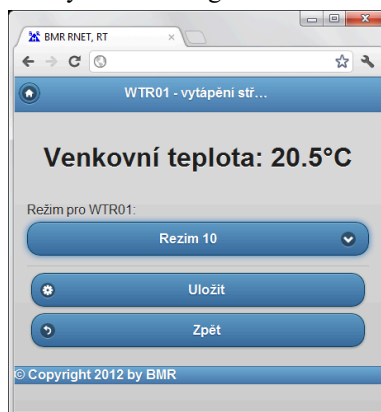 BMR RNET, RT
WTR01 - vytápění stř...
Venkovní teplota: 20.5°C
Režim pro WTR01:
Rezim 10
Uložit
Zpět
© Copyright 2012 by BMR